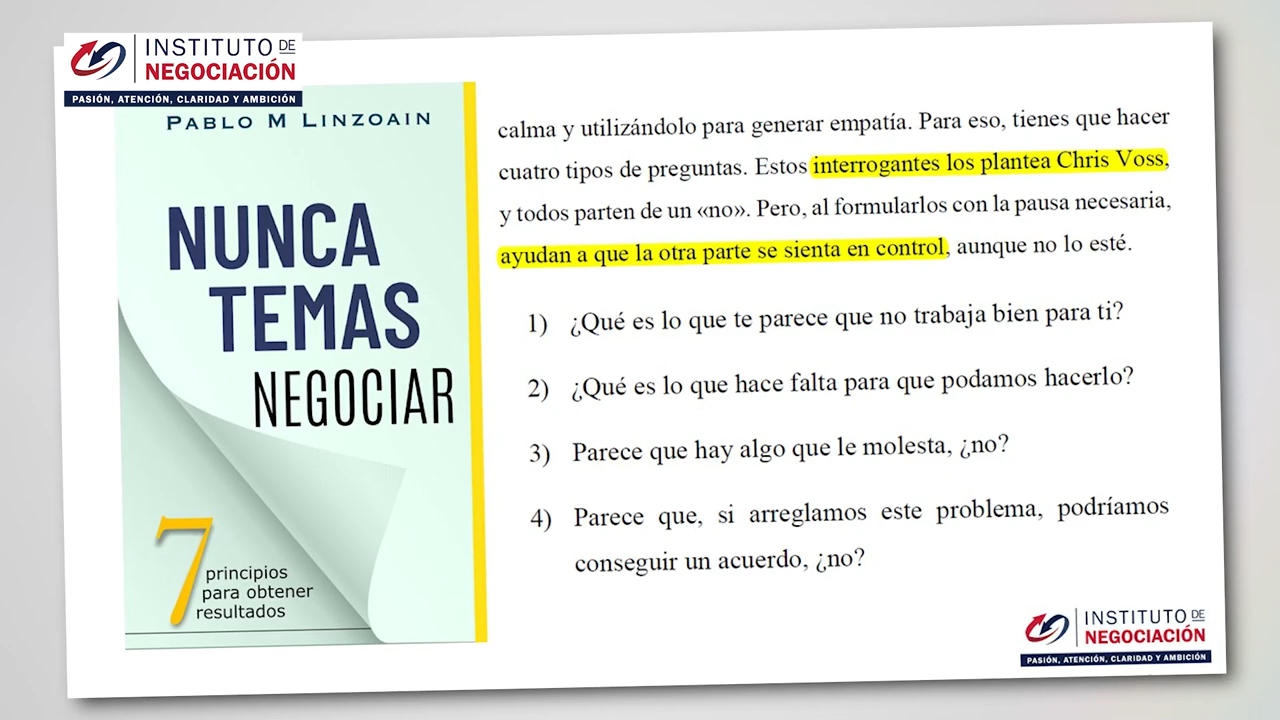 INSTITUTO DE
NEGOCIACIÓN
PASIÓN, ATENCIÓN, CLARIDAD Y AMBICIÓN
PABLO M LINZOAIN
NUNCA
TEMAS
NEGOCIAR
7
principios
para obtener
resultados
calma y utilizándolo para generar empatía. Para eso, tienes que hacer
cuatro tipos de preguntas. Estos interrogantes los plantea Chris Voss,
y todos parten de un «no». Pero, al formularlos con la pausa necesaria,
ayudan a que la otra parte se sienta en control, aunque no lo esté.
1) ¿Qué es lo que te parece que no trabaja bien para ti?
2) ¿Qué es lo que hace falta para que podamos hacerlo?
3) Parece que hay algo que le molesta, ¿no?
4) Parece que, si arreglamos este problema, podríamos
conseguir un acuerdo, ¿no?
INSTITUTO DE
NEGOCIACIÓN
PASIÓN, ATENCIÓN, CLARIDAD Y AMBICIÓN